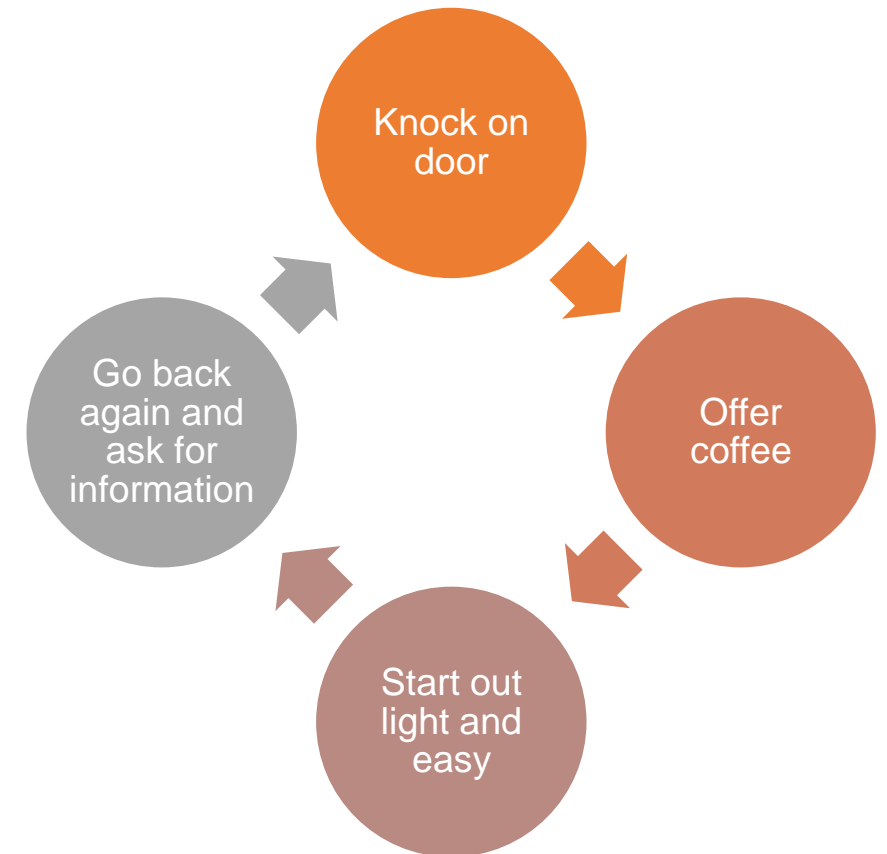 Knock on
door
Offer
coffee
Start out
light and
easy
Go back
again and
ask for
information